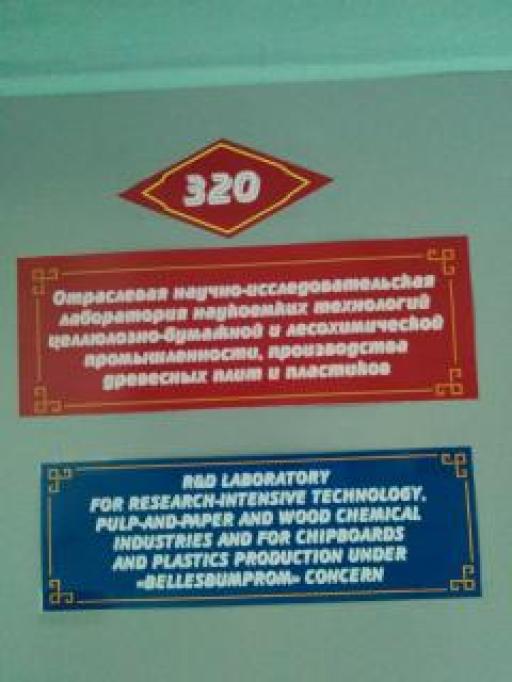 320
Отраслевая научно-исследовательская
лаборатория наукоемких технологий
целлюлозно-бумажной и лесохимической
промышленности, производства
древесных плит и пластиков
R&D LABORATORY
FOR RESEARCH-INTENSIVE TECHNOLOGY,
PULP-AND-PAPER AND WOOD CHEMICAL
INDUSTRIES AND FOR CHIPBOARDS
AND PLASTICS PRODUCTION UNDER
«BELLESBUMPROM» CONCERN